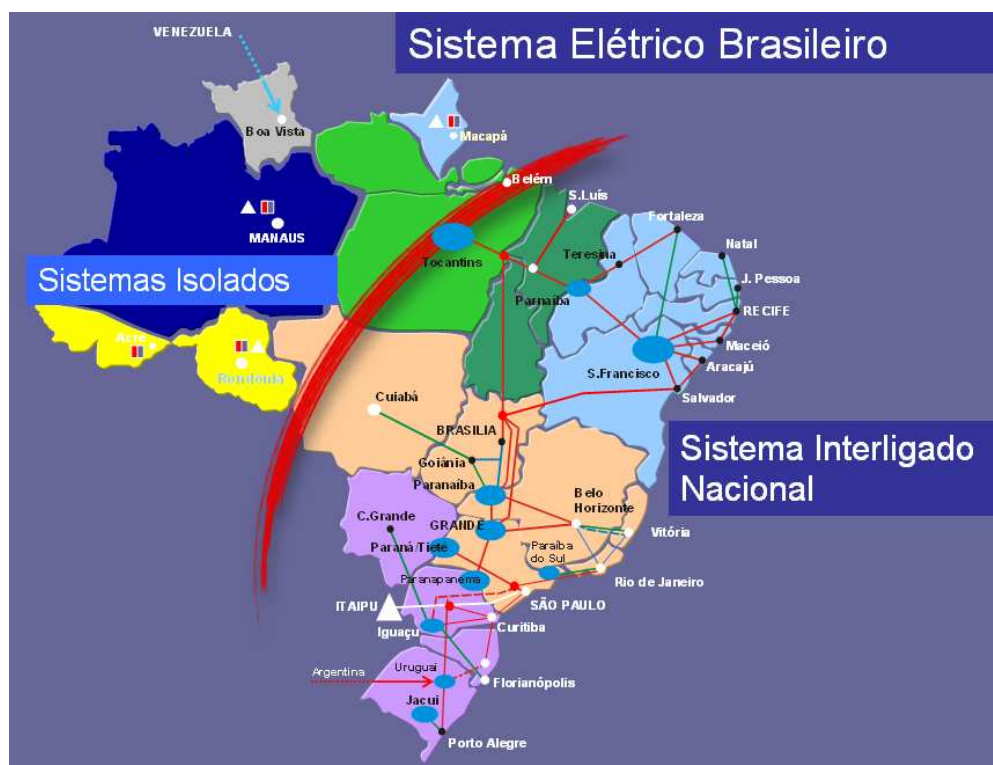 VENEZUELA
Sistema Elétrico Brasileiro
Boa Vista
Macapá
Belém
S.Luís
Fortaleza
MANAUS
Tocantins
Teresina
Natal
Sistemas Isolados
Parnaíba
J. Pessoa
RECIFE
Acre
Maceió
Rondonia
S.Francisco
Aracajú
Cuiabá
Salvador
BRASILIA
Sistema Interligado
Nacional
Goiânia
Paranaíba
Belo
Horizonte
C.Grande
GRANDE
Vitória
Paraná/Tietê
Paraíba
do Sul
Paranapanema
Rio de Janeiro
ITAIPU
SÃO PAULO
Iguaçu
Curitiba
Argentina
Uruguai
Florianópolis
Jacui
Porto Alegre